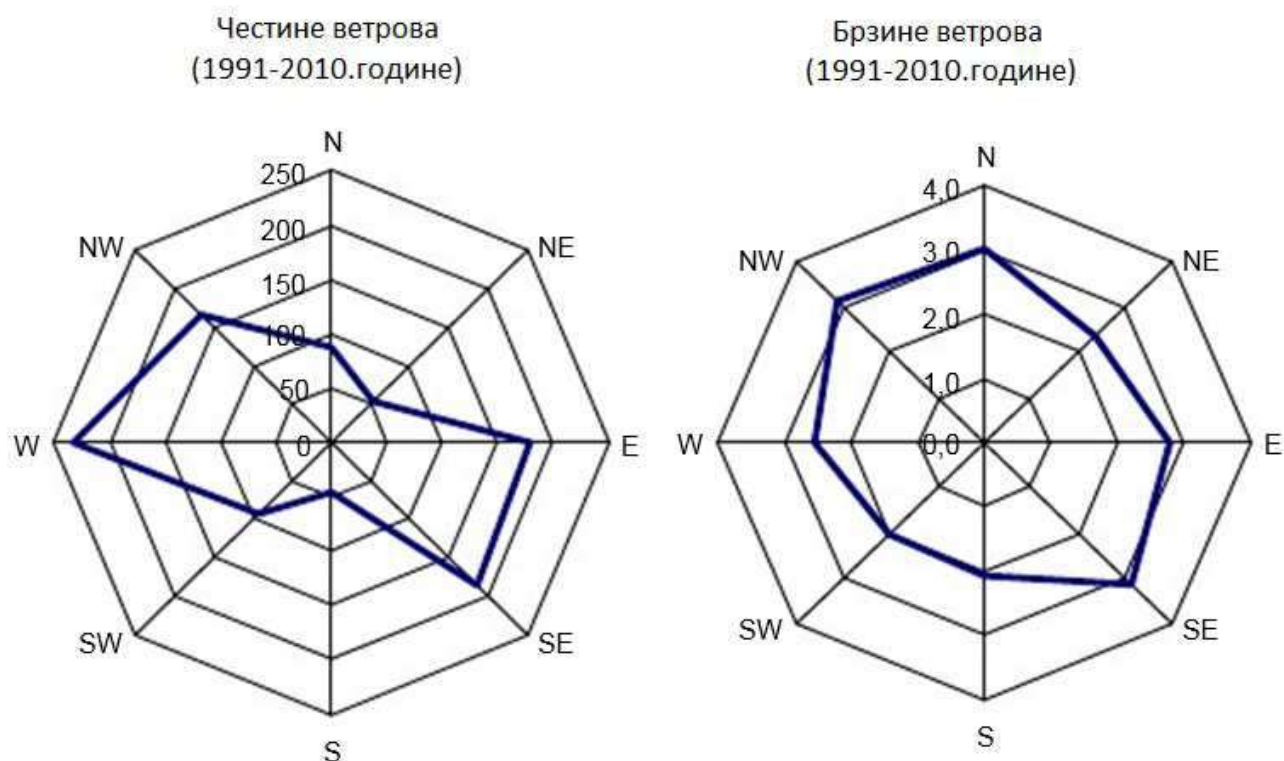 Честине ветрова
(1991-2010.године)
N
250
200
150
100
50
0
NW
NE
W
E
SW
SE
S
Брзине ветрова
(1991-2010.године)
N
4,0
3,0
2,0
1,0
0,0
NW
NE
W
E
SW
SE
S